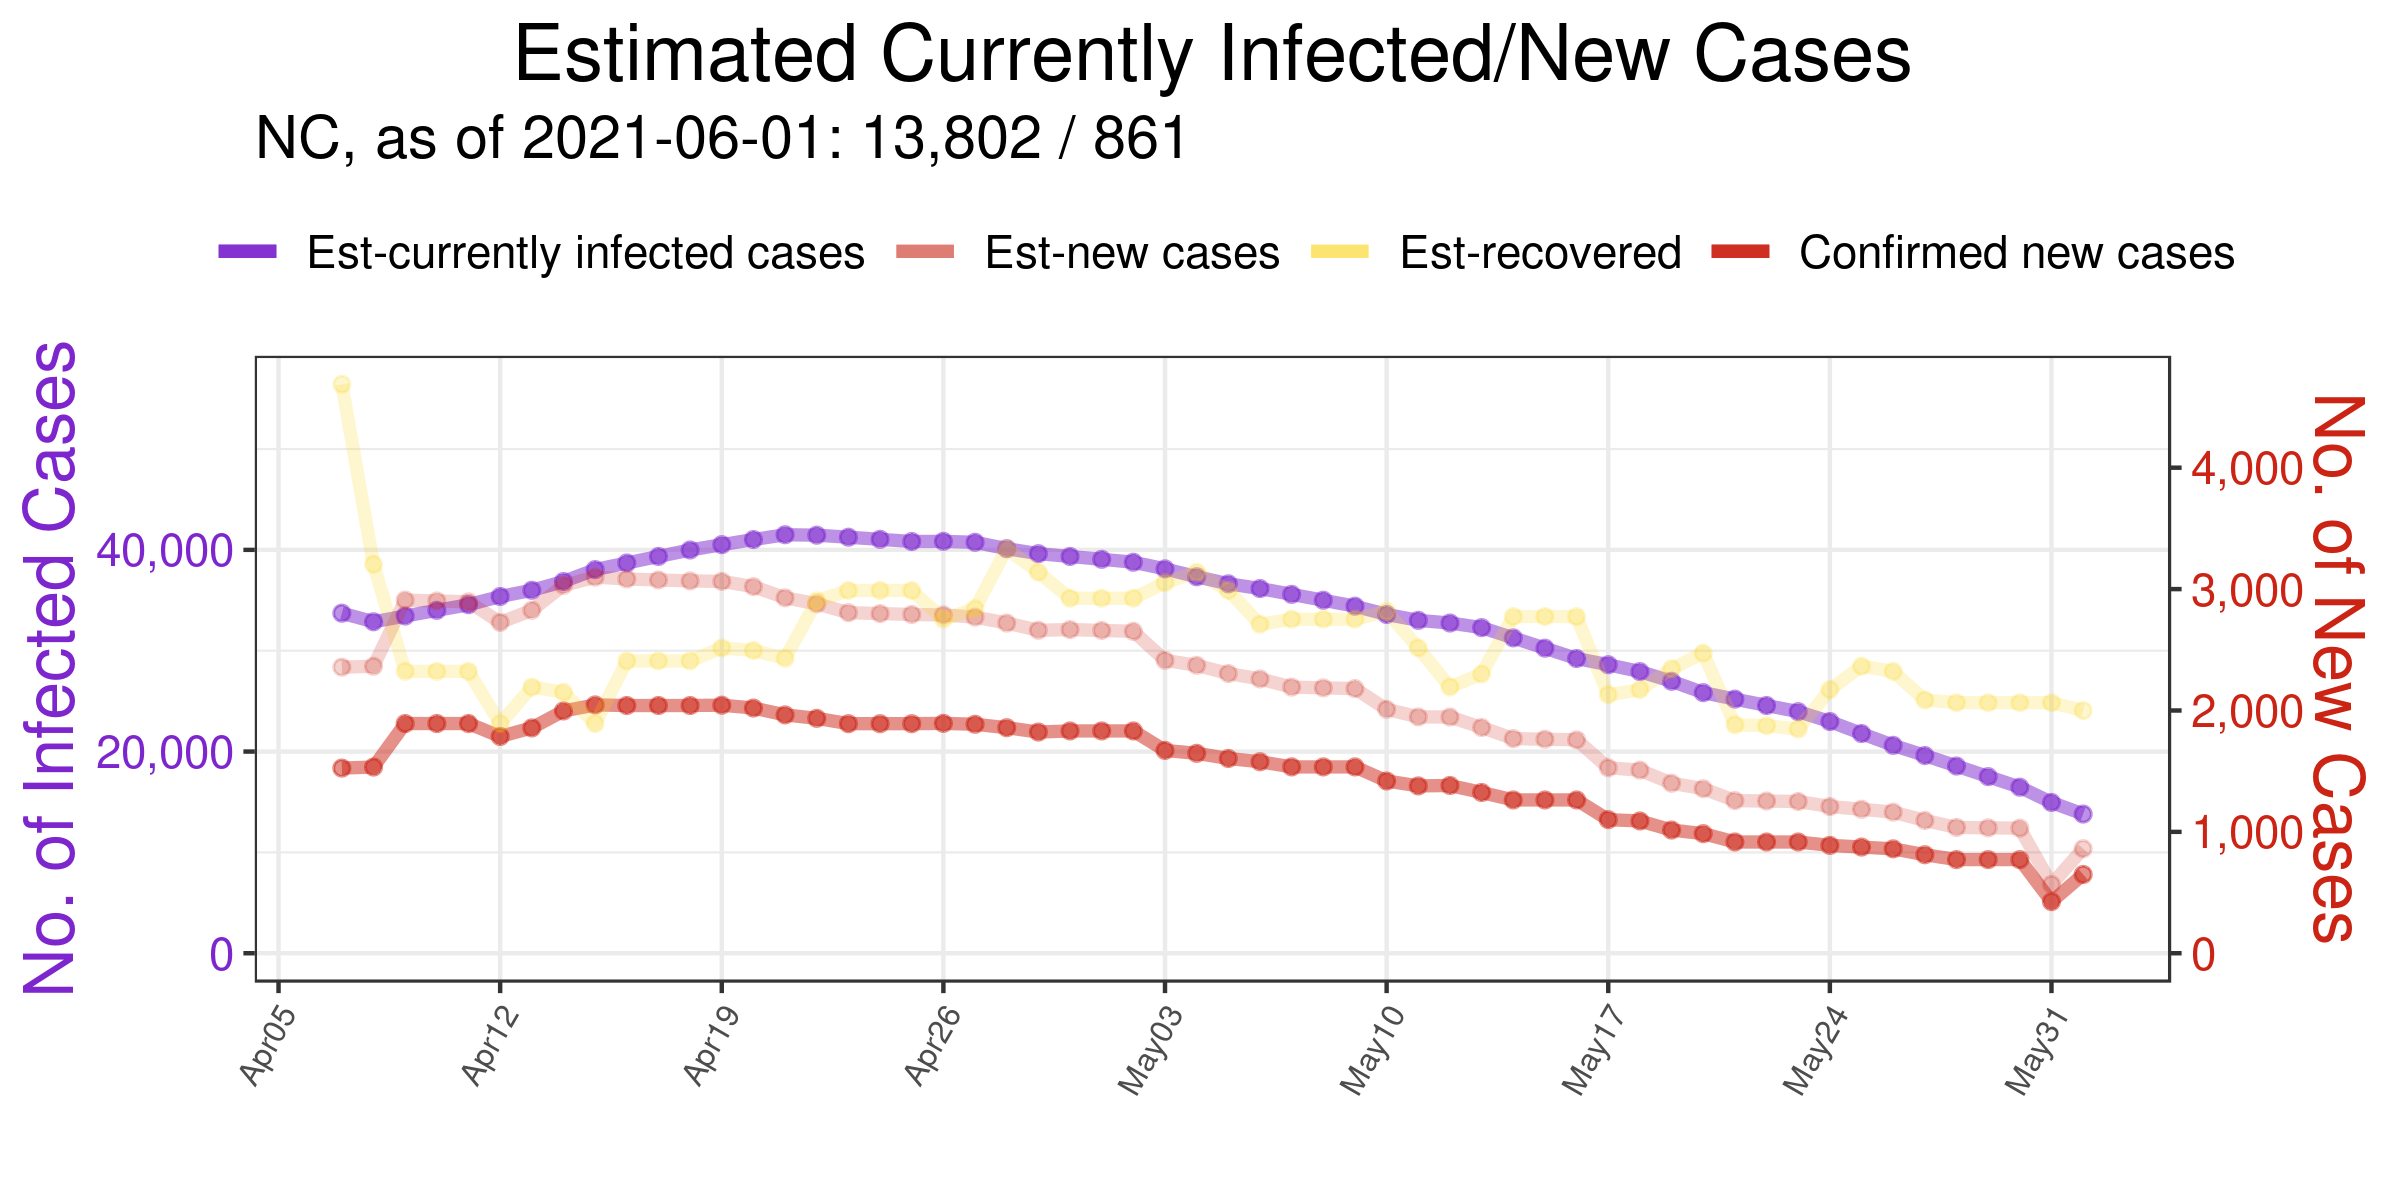 Estimated Currently Infected/New Cases
NC, as of 2021-06-01: 13,802 / 861
Est-currently infected cases Est-new cases Est-recovered Confirmed new cases
No. of Infected Cases
40,000
20,000
0
No. of New Cases
4,000
3,000
2,000
1,000
0
Apr05 Apr12 Apr19 Apr26 May03 May10 May17 May24 May31